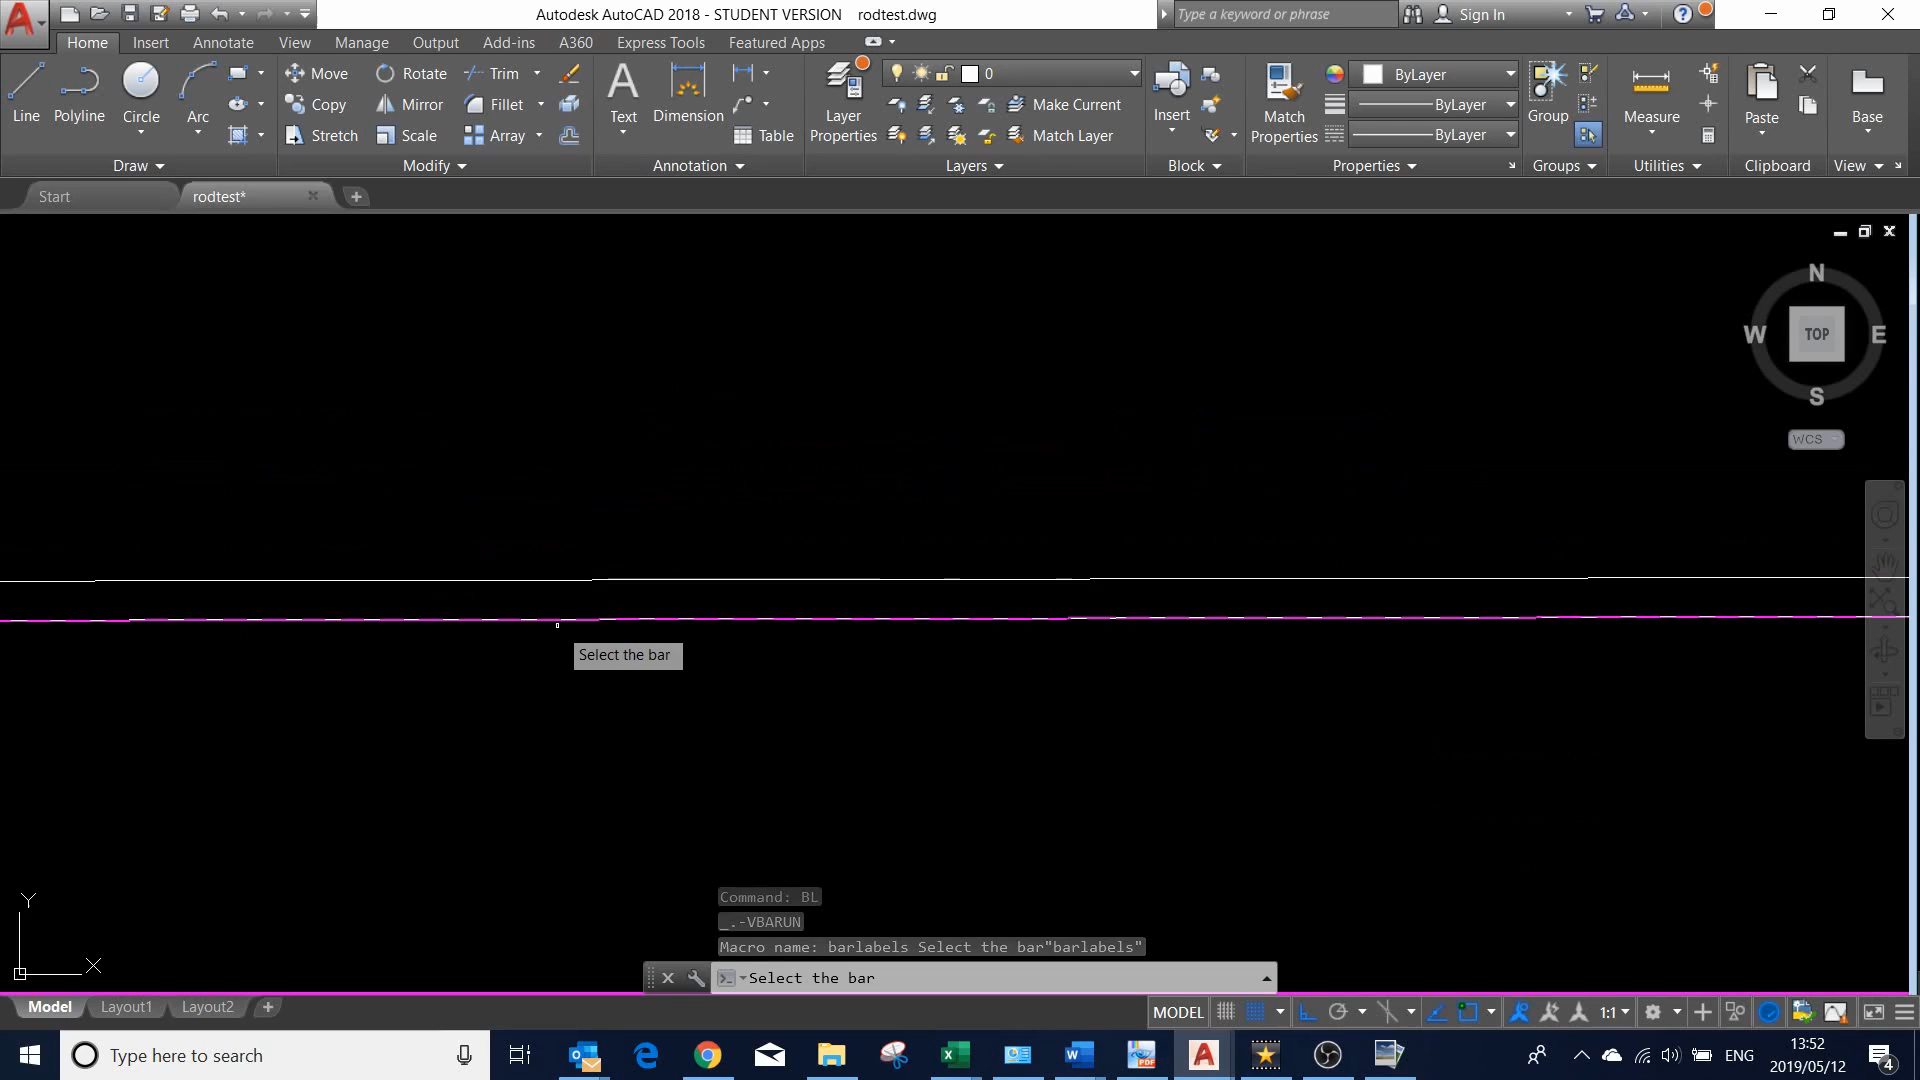 Autodesk AutoCAD 2018 - STUDENT VERSION rodtest.dwg
Type a keyword or phrase
Sign In
Home Insert Annotate View Manage Output Add-ins A360 Express Tools Featured Apps
Line Polyline Circle Arc
Move Rotate Trim
Copy Mirror Fillet
Stretch Scale Array
Text Dimension Table
Layer Properties
0
Make Current
Match Layer
Insert
Match Properties
ByLayer
ByLayer
ByLayer
Group
Measure
Paste
Base
Draw Modify Annotation Layers Block Properties Groups Utilities Clipboard View
Start rodtest*
N
W TOP E
S
WCS
Select the bar
Command: BL
_.-VBARUN
Macro name: barlabels Select the bar"barlabels"
Select the bar
Y
X
Model Layout1 Layout2
MODEL 1:1
Type here to search
ENG
13:52
2019/05/12
4